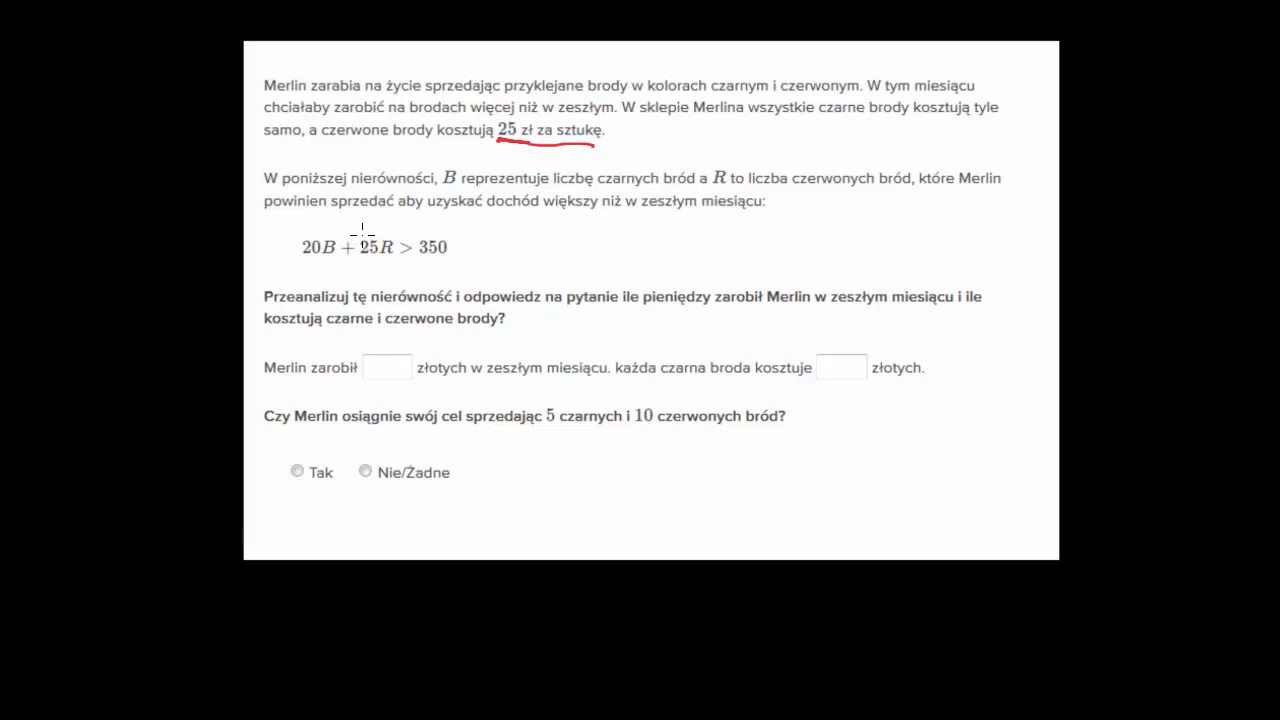 Merlin zarabia na życie sprzedając przyklejane brody w kolorach czarnym i czerwonym. W tym miesiącu
chciałaby zarobić na brodach więcej niż w zeszłym. W sklepie Merlina wszystkie czarne brody kosztują tyle
samo, a czerwone brody kosztują 25 zł za sztukę.
W poniższej nierówności, B reprezentuje liczbę czarnych bród a R to liczba czerwonych bród, które Merlin
powinien sprzedać aby uzyskać dochód większy niż w zeszłym miesiącu:
20B + 25R > 350
Przeanalizuj tę nierówność i odpowiedz na pytanie ile pieniędzy zarobił Merlin w zeszłym miesiącu i ile
kosztują czarne i czerwone brody?
Merlin zarobił złotych w zeszłym miesiącu. każda czarna broda kosztuje złotych.
Czy Merlin osiągnie swój cel sprzedając 5 czarnych i 10 czerwonych bród?
Tak Nie/Żadne